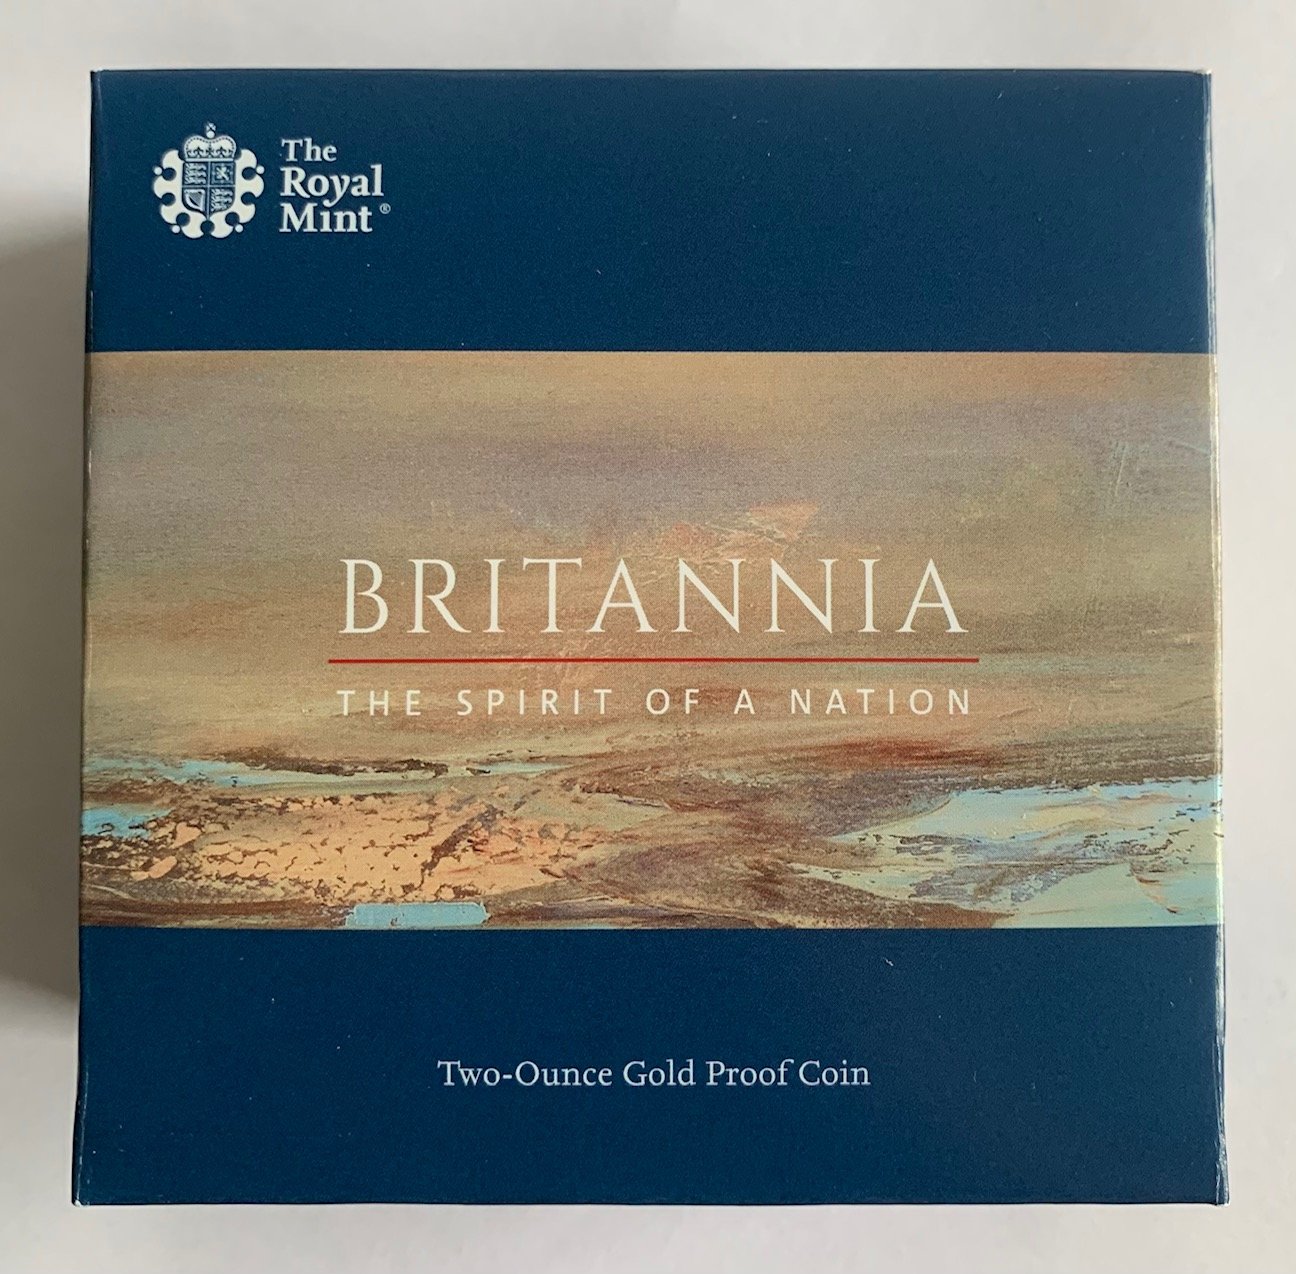 The
Royal
Mint®
BRITANNIA
THE SPIRIT OF A NATION
Two-Ounce Gold Proof Coin